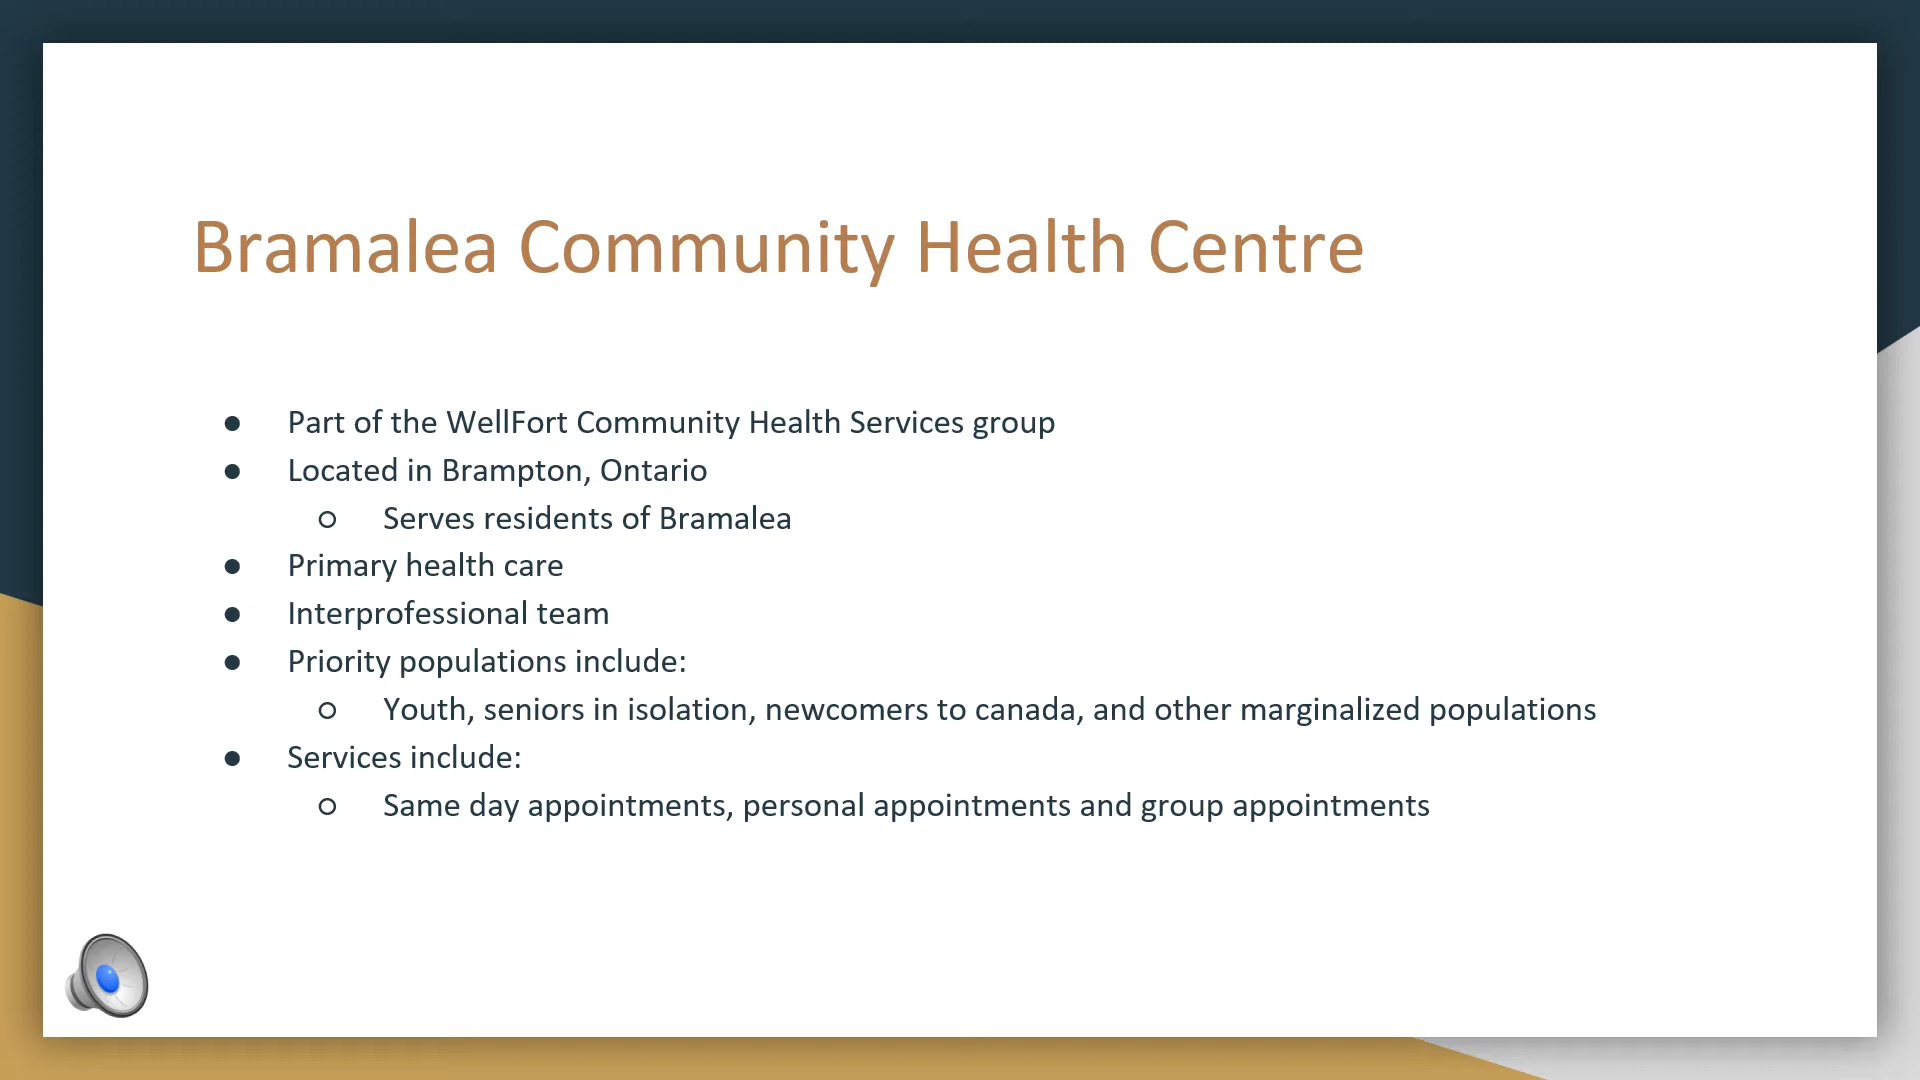 Bramalea Community Health Centre
● Part of the WellFort Community Health Services group
● Located in Brampton, Ontario
○ Serves residents of Bramalea
● Primary health care
● Interprofessional team
● Priority populations include:
○ Youth, seniors in isolation, newcomers to canada, and other marginalized populations
● Services include:
○ Same day appointments, personal appointments and group appointments